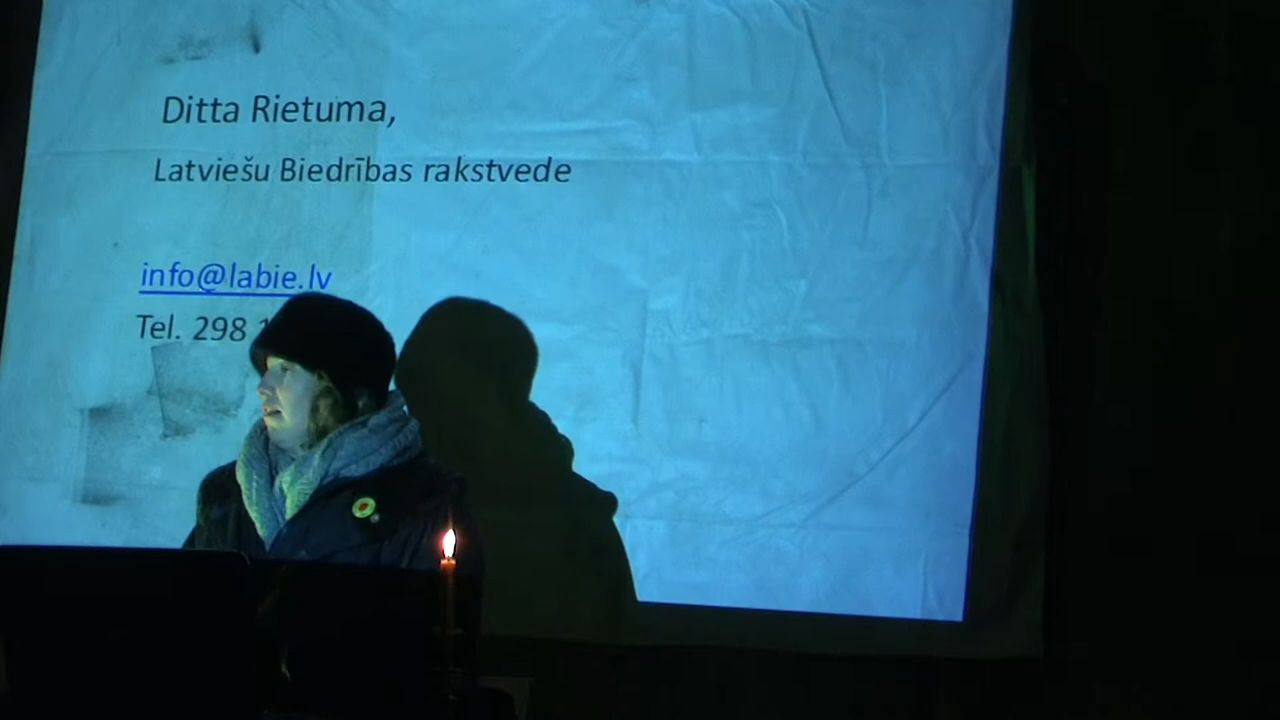 Ditta Rietuma,
Latviešu Biedrības rakstvede
info@labie.lv
Tel. 298